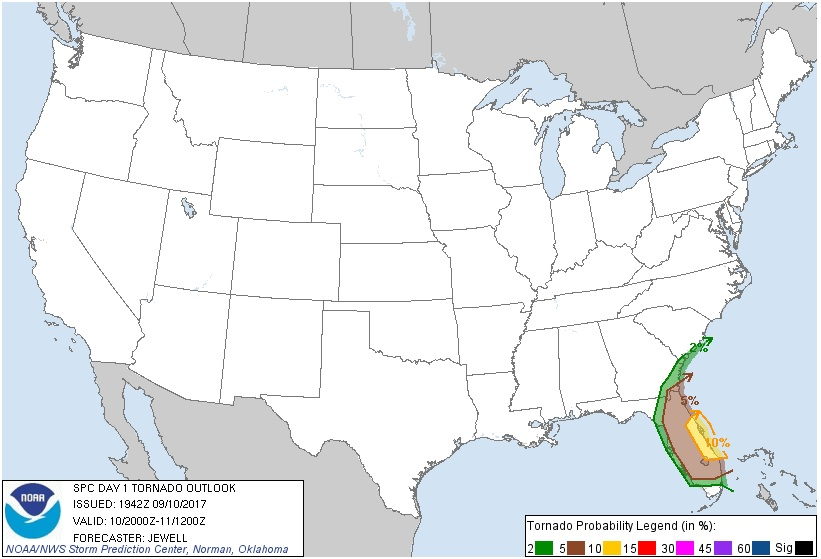 2%
5%
10%
NOAA
SPC DAY 1 TORNADO OUTLOOK
ISSUED: 1942Z 09/10/2017
VALID: 10/2000Z-11/1200Z
FORECASTER: JEWELL
NOAA/NWS Storm Prediction Center, Norman, Oklahoma
Tornado Probability Legend (in %):
2 5 10 15 30 45 60 Sig